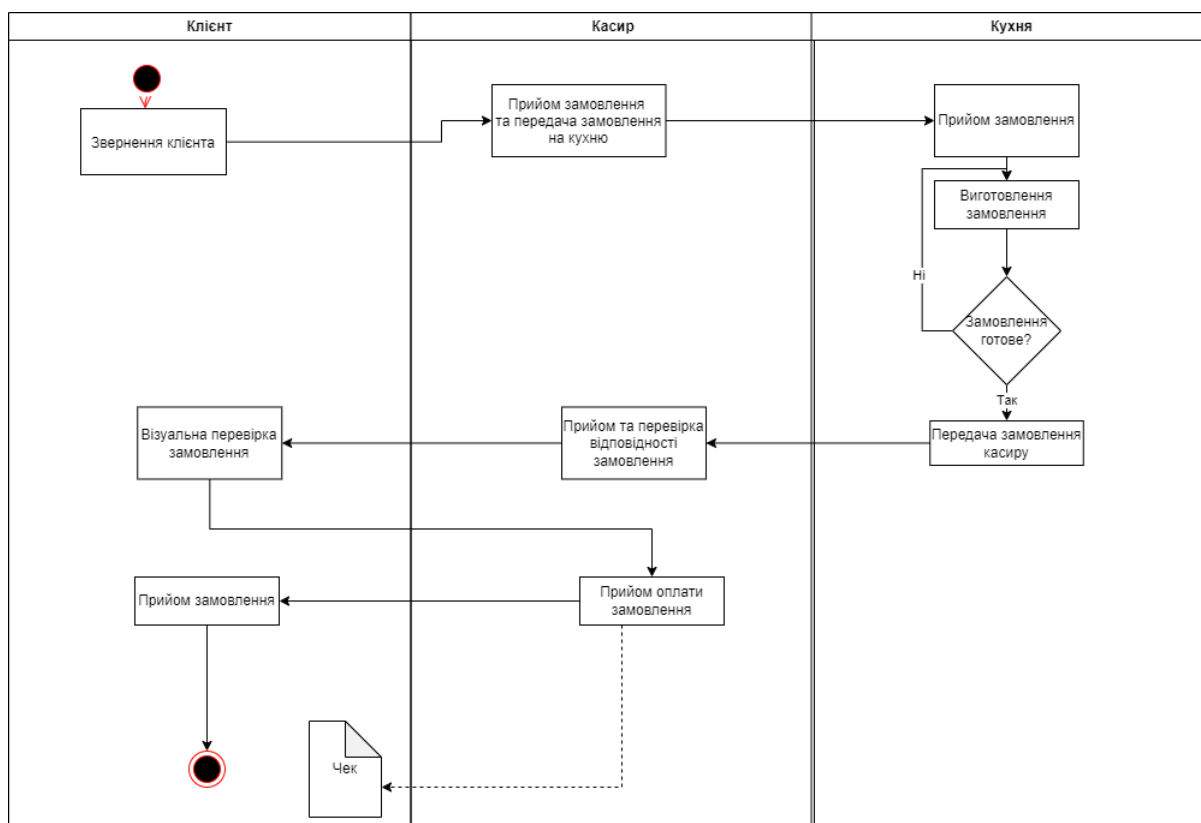 Клієнт
Касир
Кухня
Звернення клієнта
Прийом замовлення
та передача замовлення
на кухню
Прийом замовлення
Виготовлення
замовлення
Ні
Замовлення
готове?
Так
Передача замовлення
касиру
Прийом та перевірка
відповідності
замовлення
Візуальна перевірка
замовлення
Прийом оплати
замовлення
Прийом замовлення
Чек